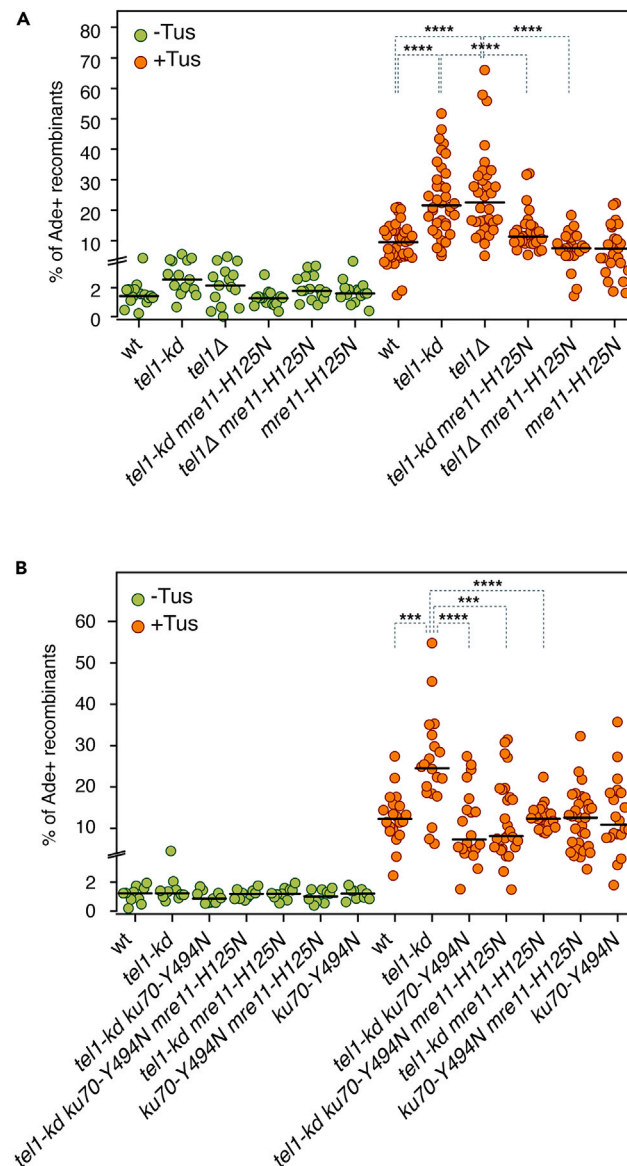 A
% of Ade+ recombinants
80
70
60
50
40
30
20
10
2
0
-Tus
+Tus
****
****
****
****
wt
tel1-kd
tel1Δ
tel1-kd mre11-H125N
tel1Δ mre11-H125N
mre11-H125N
wt
tel1-kd
tel1Δ
tel1-kd mre11-H125N
tel1Δ mre11-H125N
mre11-H125N
B
% of Ade+ recombinants
60
50
40
30
20
10
2
0
-Tus
+Tus
****
***
***
****
wt
tel1-kd
tel1-kd ku70-Y494N
tel1-kd ku70-Y494N mre11-H125N
tel1-kd mre11-H125N
ku70-Y494N mre11-H125N
ku70-Y494N
wt
tel1-kd
tel1-kd ku70-Y494N
tel1-kd ku70-Y494N mre11-H125N
tel1-kd mre11-H125N
ku70-Y494N mre11-H125N
ku70-Y494N